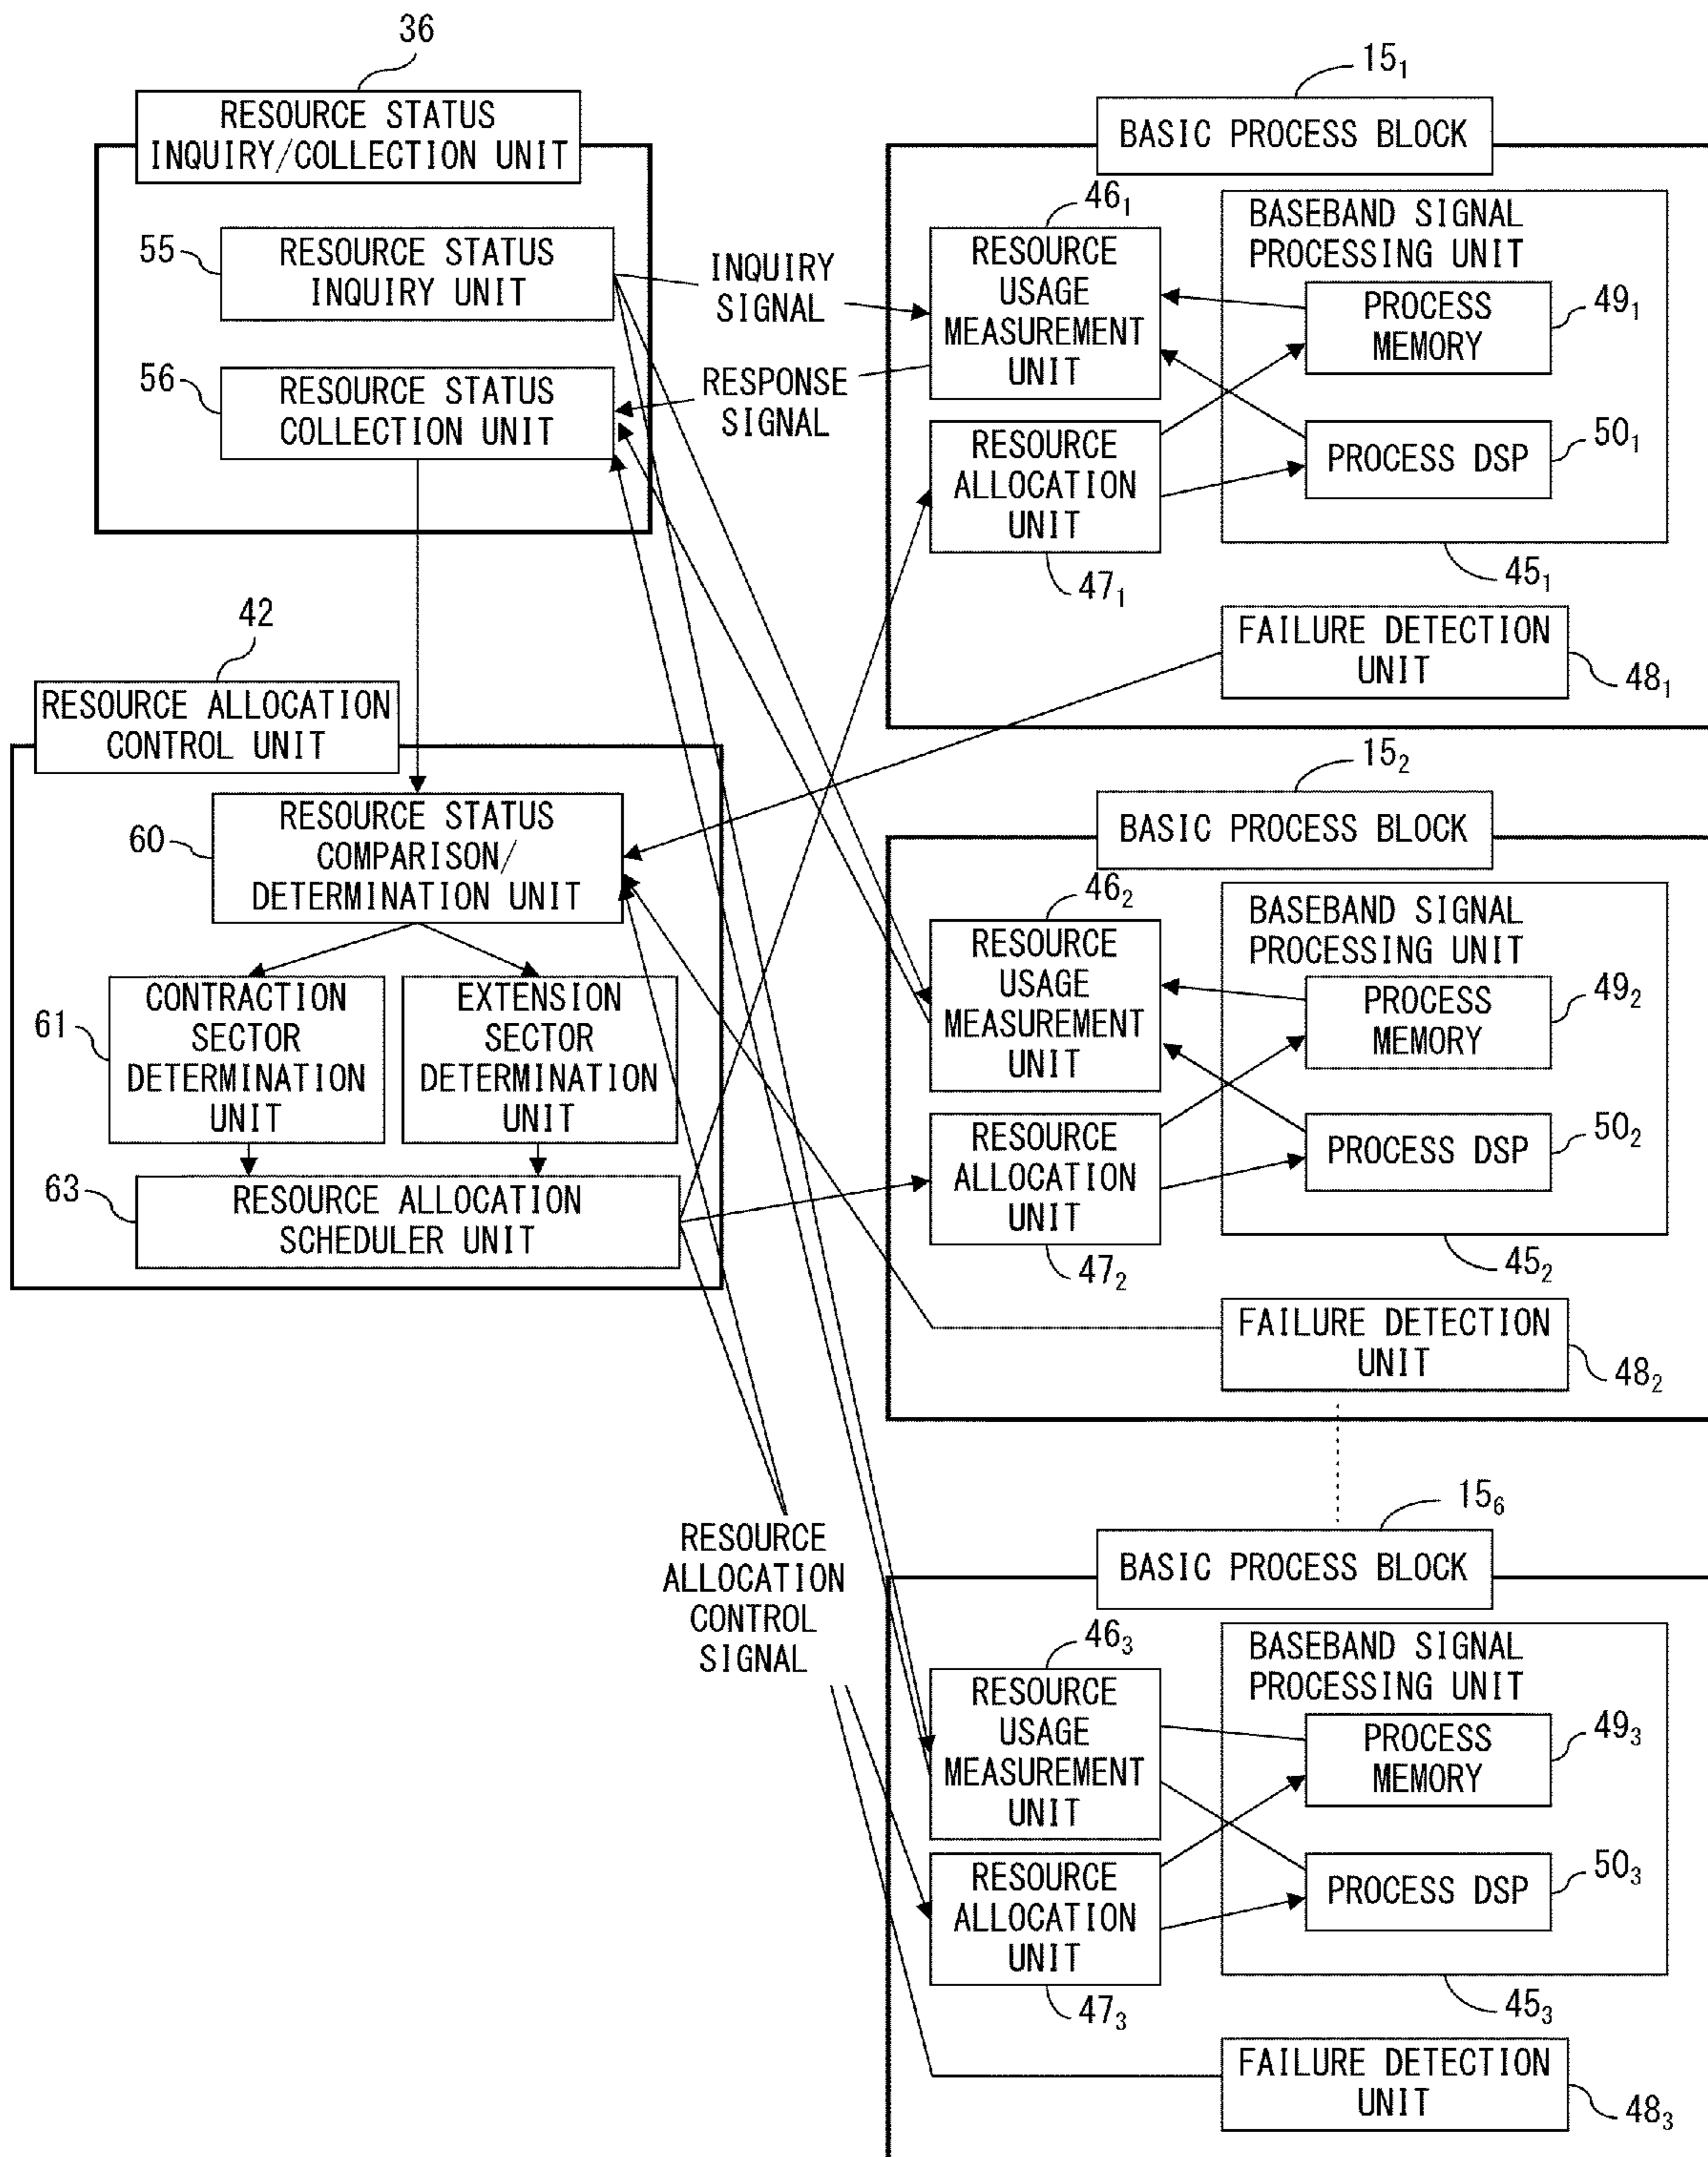 36
RESOURCE STATUS
INQUIRY/COLLECTION UNIT
55
RESOURCE STATUS
INQUIRY UNIT
56
RESOURCE STATUS
COLLECTION UNIT
INQUIRY
SIGNAL
RESPONSE
SIGNAL
42
RESOURCE ALLOCATION
CONTROL UNIT
60
RESOURCE STATUS
COMPARISON/
DETERMINATION UNIT
61
CONTRACTION
SECTOR
DETERMINATION
UNIT
EXTENSION
SECTOR
DETERMINATION
UNIT
63
RESOURCE ALLOCATION
SCHEDULER UNIT
RESOURCE
ALLOCATION
CONTROL
SIGNAL
15₁
BASIC PROCESS BLOCK
46₁
RESOURCE
USAGE
MEASUREMENT
UNIT
RESOURCE
ALLOCATION
UNIT
47₁
BASEBAND SIGNAL
PROCESSING UNIT
PROCESS
MEMORY
49₁
PROCESS DSP
50₁
45₁
FAILURE DETECTION
UNIT
48₁
15₂
BASIC PROCESS BLOCK
46₂
RESOURCE
USAGE
MEASUREMENT
UNIT
RESOURCE
ALLOCATION
UNIT
47₂
BASEBAND SIGNAL
PROCESSING UNIT
PROCESS
MEMORY
49₂
PROCESS DSP
50₂
45₂
FAILURE DETECTION
UNIT
48₂
15₆
BASIC PROCESS BLOCK
46₃
RESOURCE
USAGE
MEASUREMENT
UNIT
RESOURCE
ALLOCATION
UNIT
47₃
BASEBAND SIGNAL
PROCESSING UNIT
PROCESS
MEMORY
49₃
PROCESS DSP
50₃
45₃
FAILURE DETECTION
UNIT
48₃